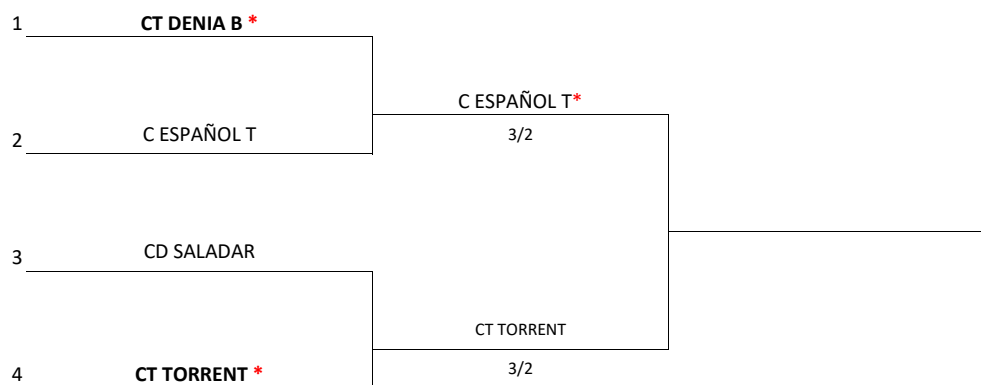 1 CT DENIA B *
C ESPAÑOL T*
2 C ESPAÑOL T
3/2
3 CD SALADAR
CT TORRENT
4 CT TORRENT *
3/2